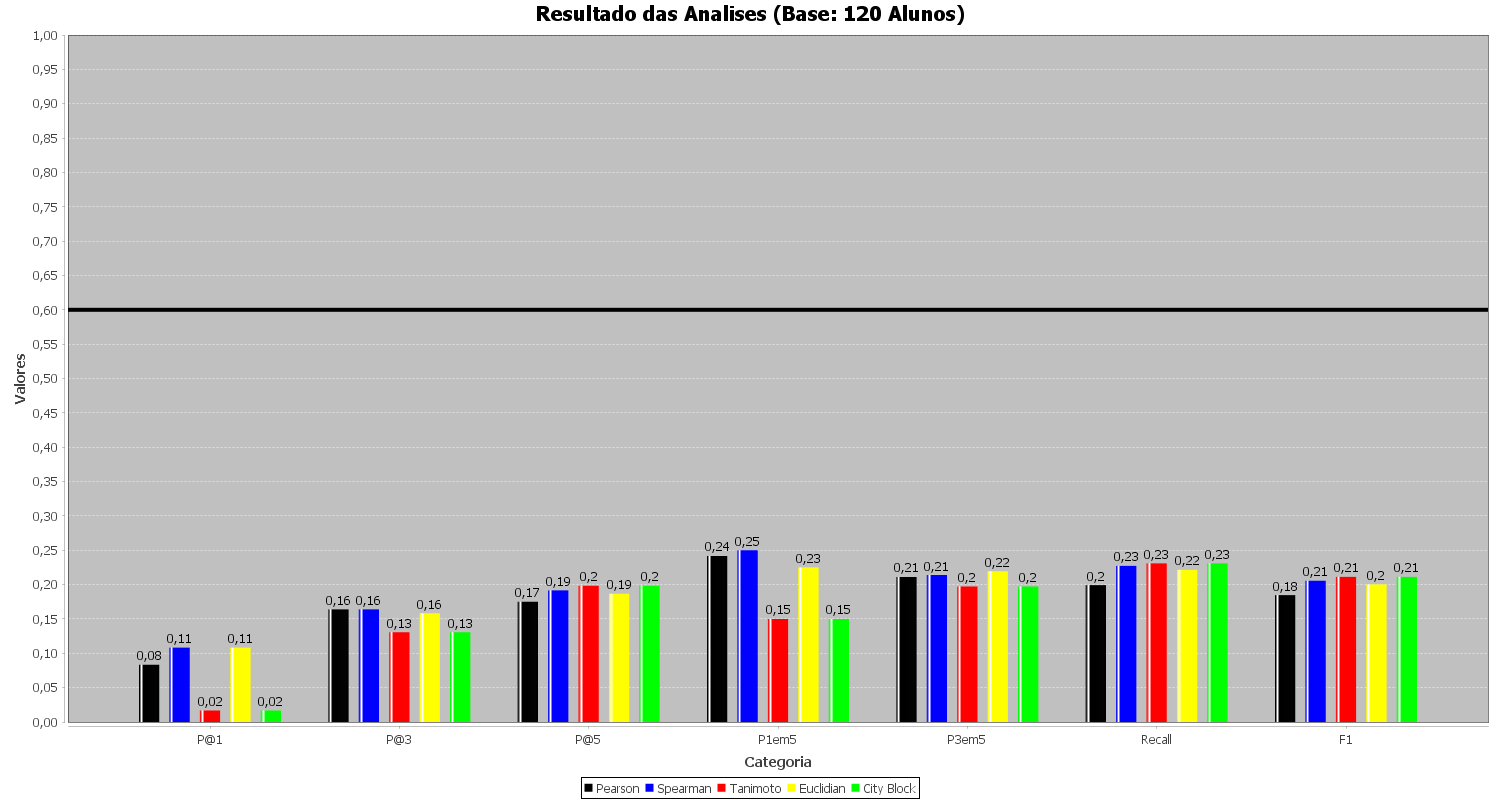 Resultado das Analises (Base: 120 Alunos)
1,00
0,95
0,90
0,85
0,80
0,75
0,70
0,65
0,60
0,55
0,50
0,45
0,40
0,35
0,30
0,25
0,20
0,15
0,10
0,05
0,00
Valores
0,08 0,11 0,02 0,11 0,02
0,16 0,16 0,13 0,16 0,13
0,17 0,19 0,2 0,19 0,2
0,24 0,25 0,15 0,23 0,15
0,21 0,21 0,2 0,22 0,2
0,2 0,23 0,23 0,22 0,23
0,18 0,21 0,21 0,2 0,21
P@1 P@3 P@5 P1em5 P3em5 Recall F1
Categoria
Pearson Spearman Tanimoto Euclidian City Block